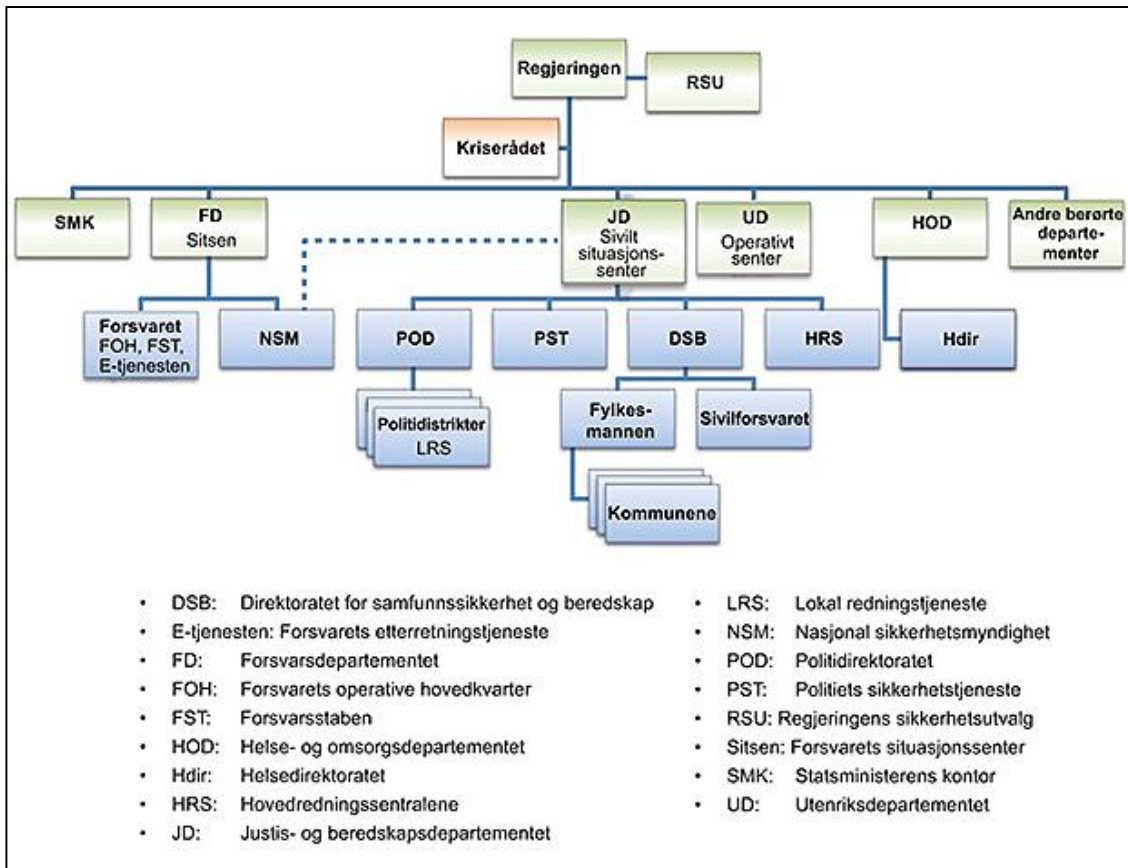 Regjeringen
RSU
Kriserådet
SMK
FD
Sitsen
JD
Sivilt
situasjons-
senter
UD
Operativt
senter
HOD
Andre berørte
departe-
menter
Forsvaret
FOH, FST,
E-tjenesten
NSM
POD
PST
DSB
HRS
Hdir
Politidistrikter
LRS
Fylkes-
mannen
Sivilforsvaret
Kommunene
• DSB: Direktoratet for samfunnssikkerhet og beredskap
• E-tjenesten: Forsvarets etterretningstjeneste
• FD: Forsvarsdepartementet
• FOH: Forsvarets operative hovedkvarter
• FST: Forsvarsstaben
• HOD: Helse- og omsorgsdepartementet
• Hdir: Helsedirektoratet
• HRS: Hovedredningssentralene
• JD: Justis- og beredskapsdepartementet
• LRS: Lokal redningstjeneste
• NSM: Nasjonal sikkerhetsmyndighet
• POD: Politidirektoratet
• PST: Politiets sikkerhetstjeneste
• RSU: Regjeringens sikkerhetsutvalg
• Sitsen: Forsvarets situasjonssenter
• SMK: Statsministerens kontor
• UD: Utenriksdepartementet